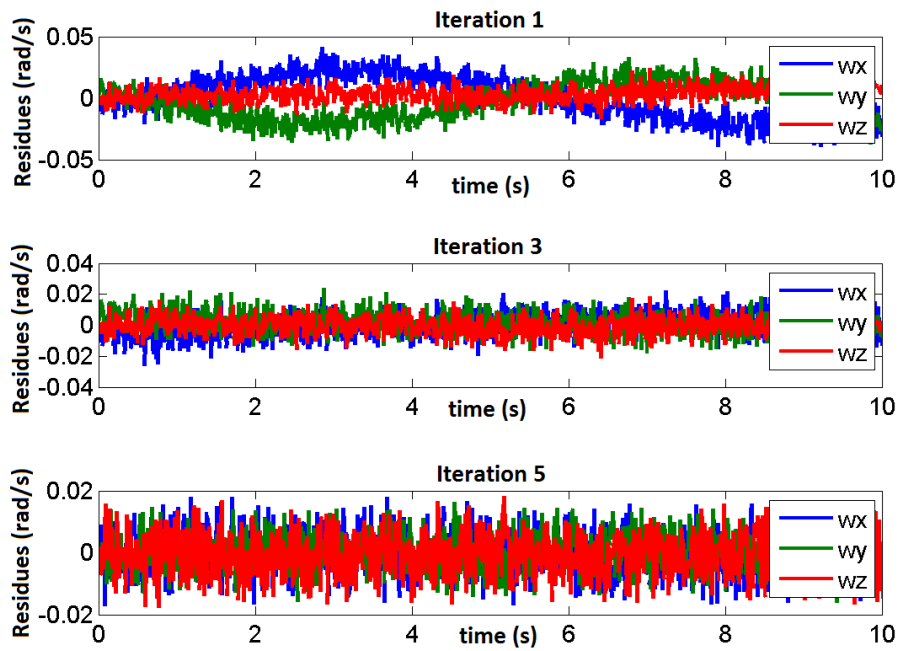 Iteration 1
Residues (rad/s)
0.05
0
-0.05
wx
wy
wz
0 2 4 6 8 10
time (s)
Iteration 3
Residues (rad/s)
0.04
0.02
0
-0.02
-0.04
wx
wy
wz
0 2 4 6 8 10
time (s)
Iteration 5
Residues (rad/s)
0.02
0
-0.02
wx
wy
wz
0 2 4 6 8 10
time (s)